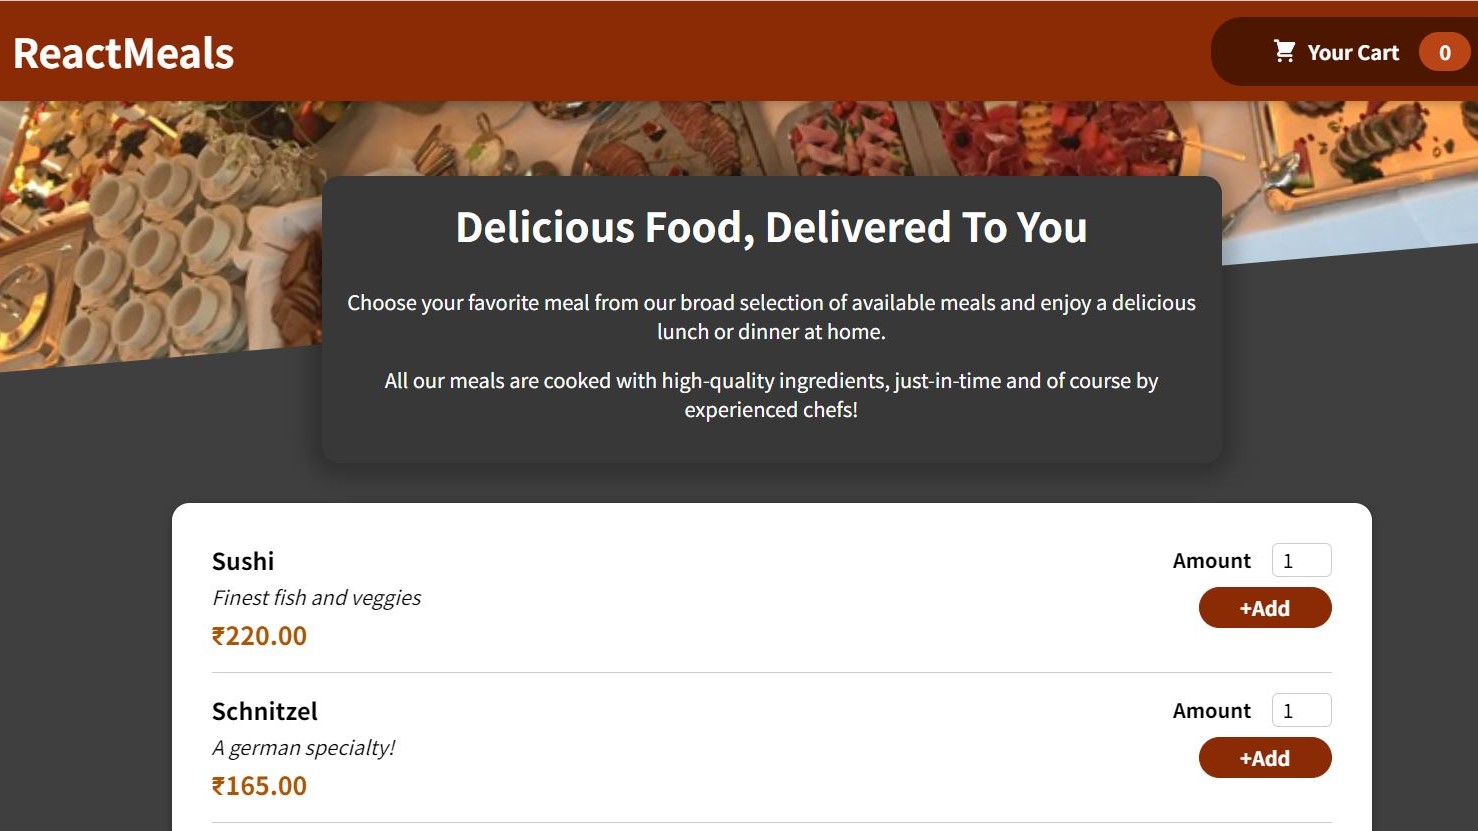 ReactMeals
Your Cart 0
Delicious Food, Delivered To You
Choose your favorite meal from our broad selection of available meals and enjoy a delicious
lunch or dinner at home.
All our meals are cooked with high-quality ingredients, just-in-time and of course by
experienced chefs!
Sushi
Finest fish and veggies
₹220.00
Amount 1
+Add
Schnitzel
A german specialty!
₹165.00
Amount 1
+Add